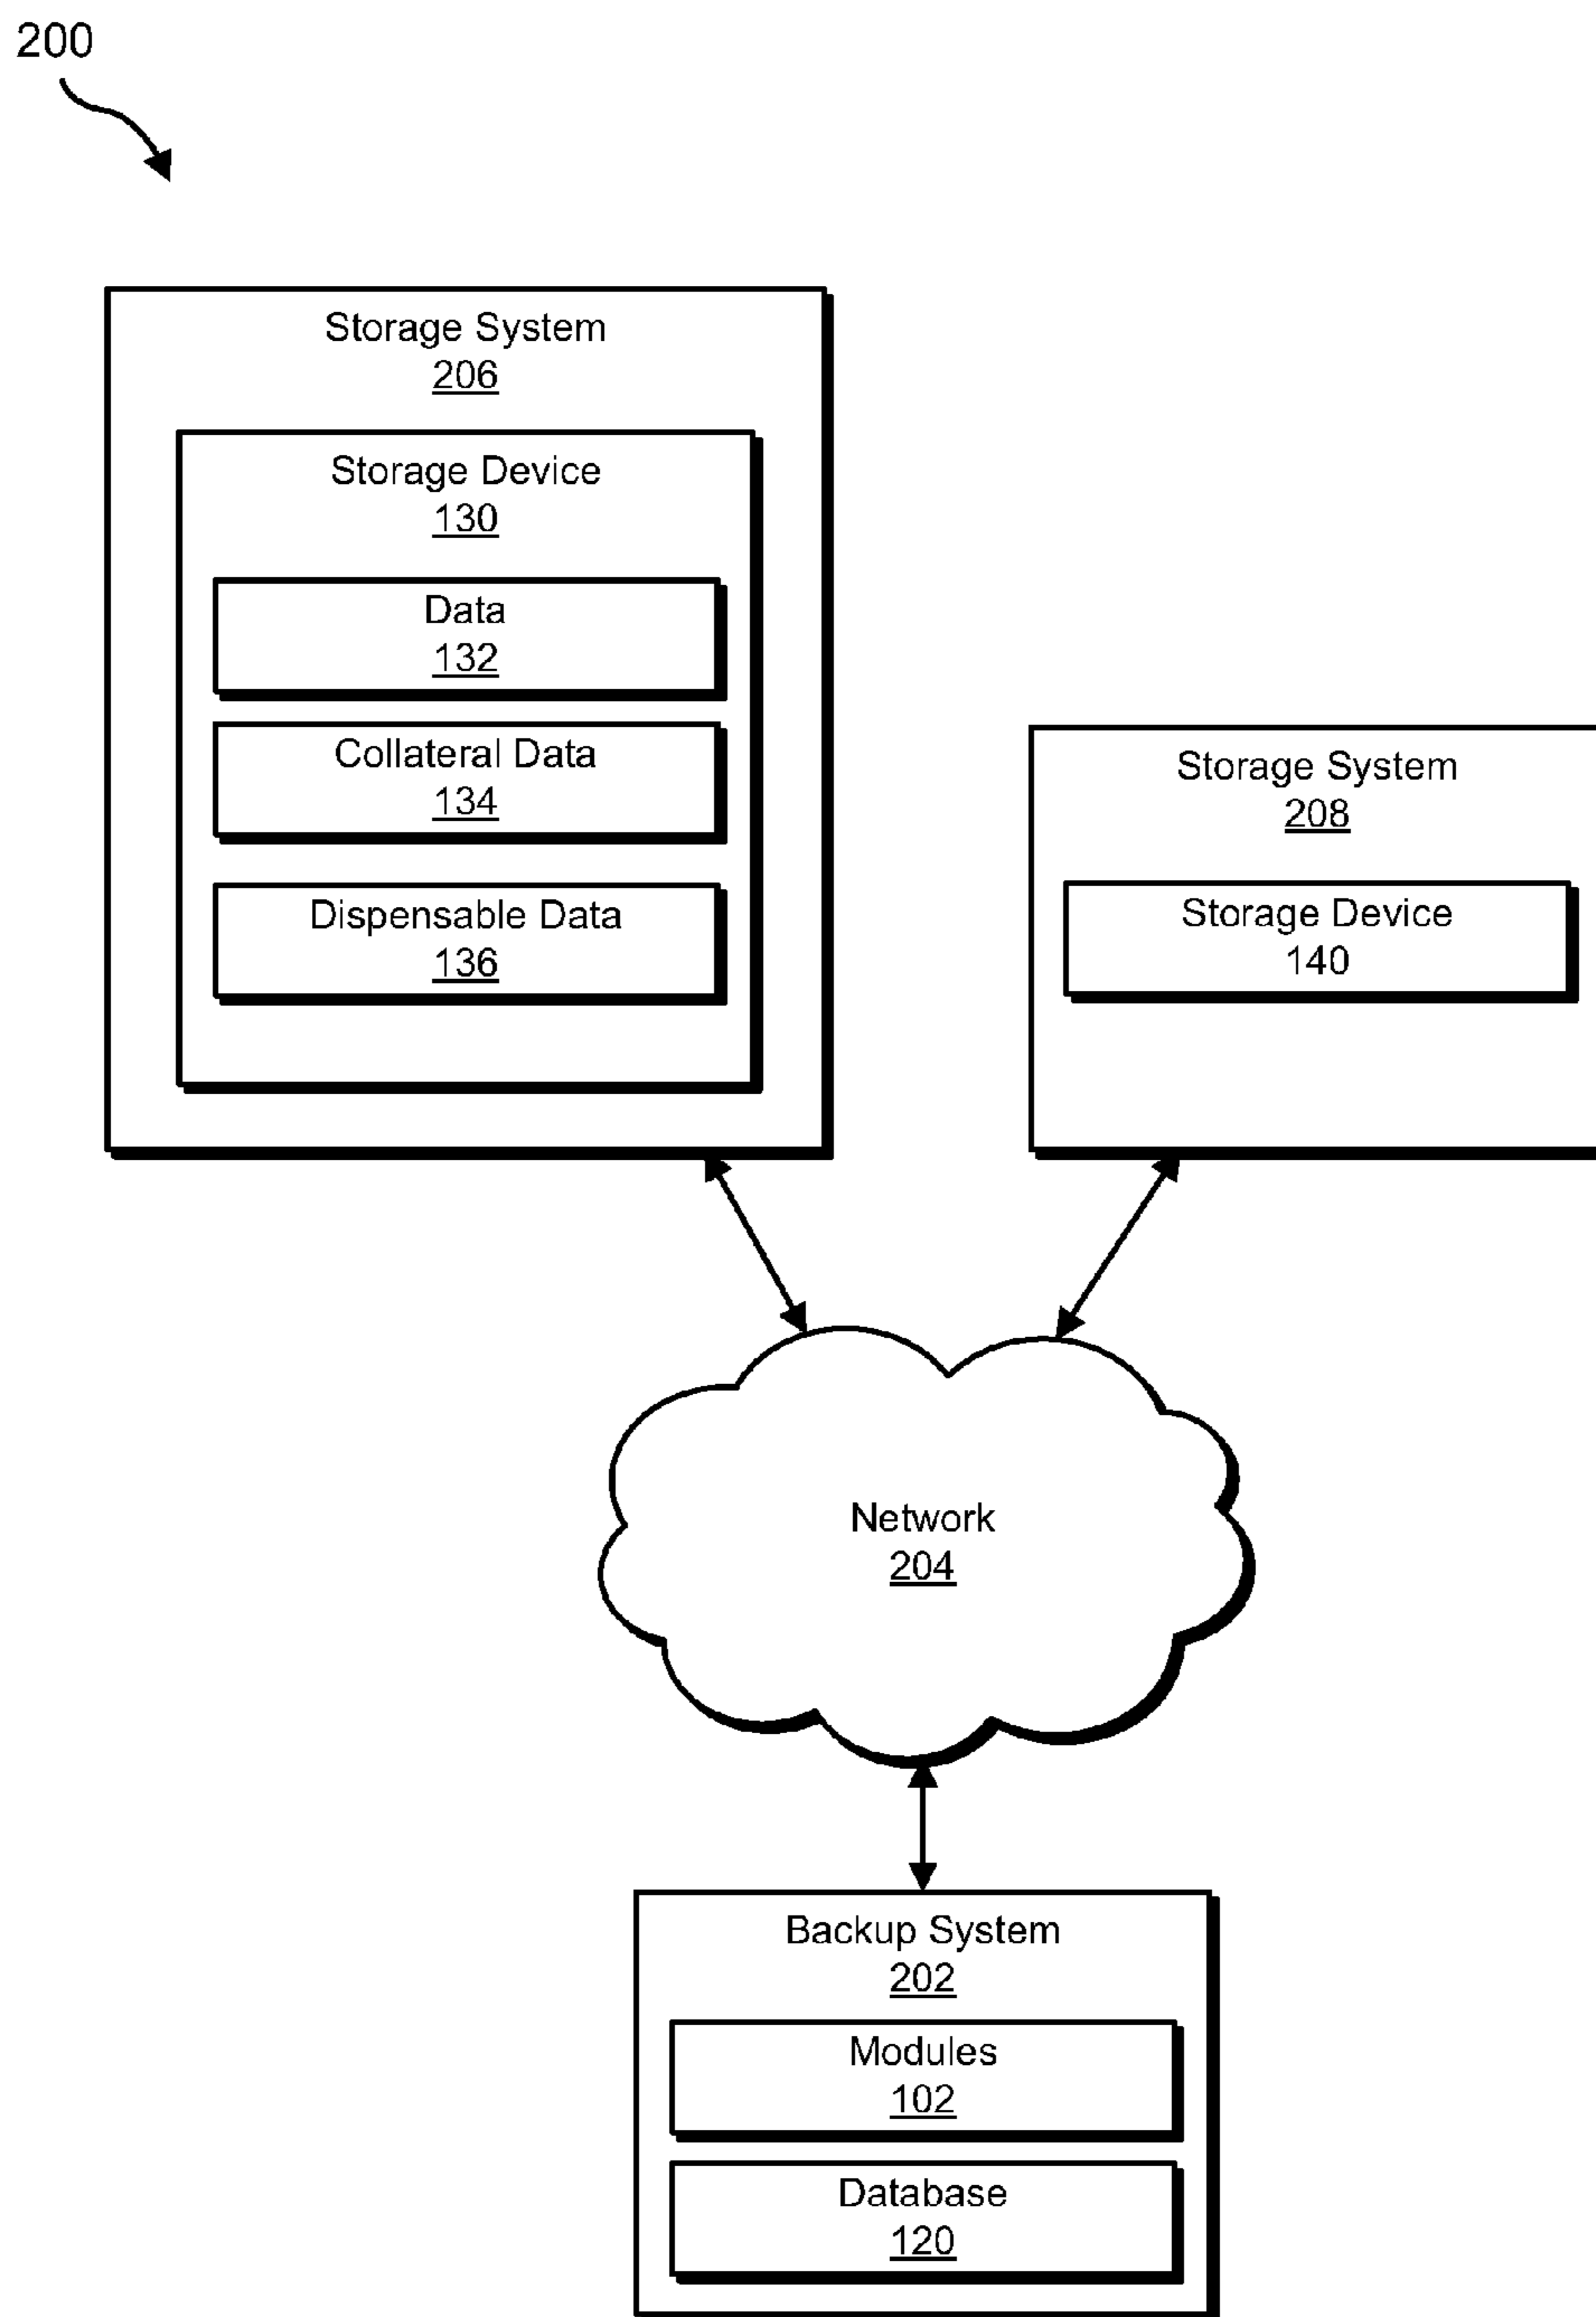 200
Storage System
206
Storage Device
130
Data
132
Collateral Data
134
Dispensable Data
136
Storage System
208
Storage Device
140
Network
204
Backup System
202
Modules
102
Database
120